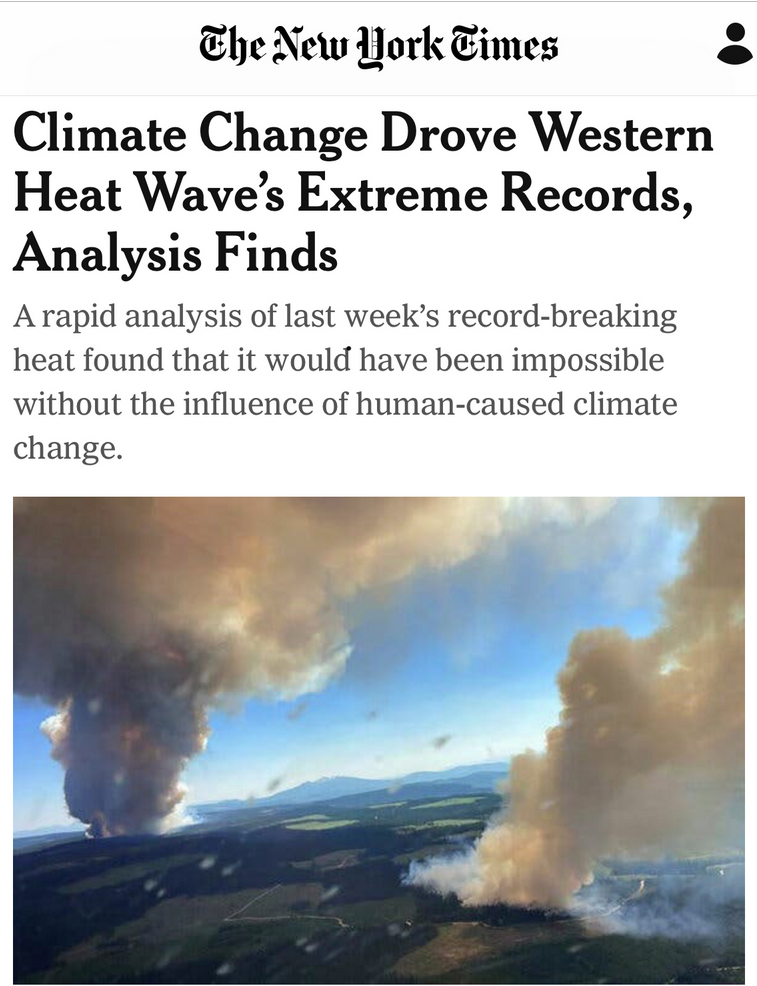 The New York Times
Climate Change Drove Western
Heat Wave’s Extreme Records,
Analysis Finds
A rapid analysis of last week’s record-breaking
heat found that it would have been impossible
without the influence of human-caused climate
change.